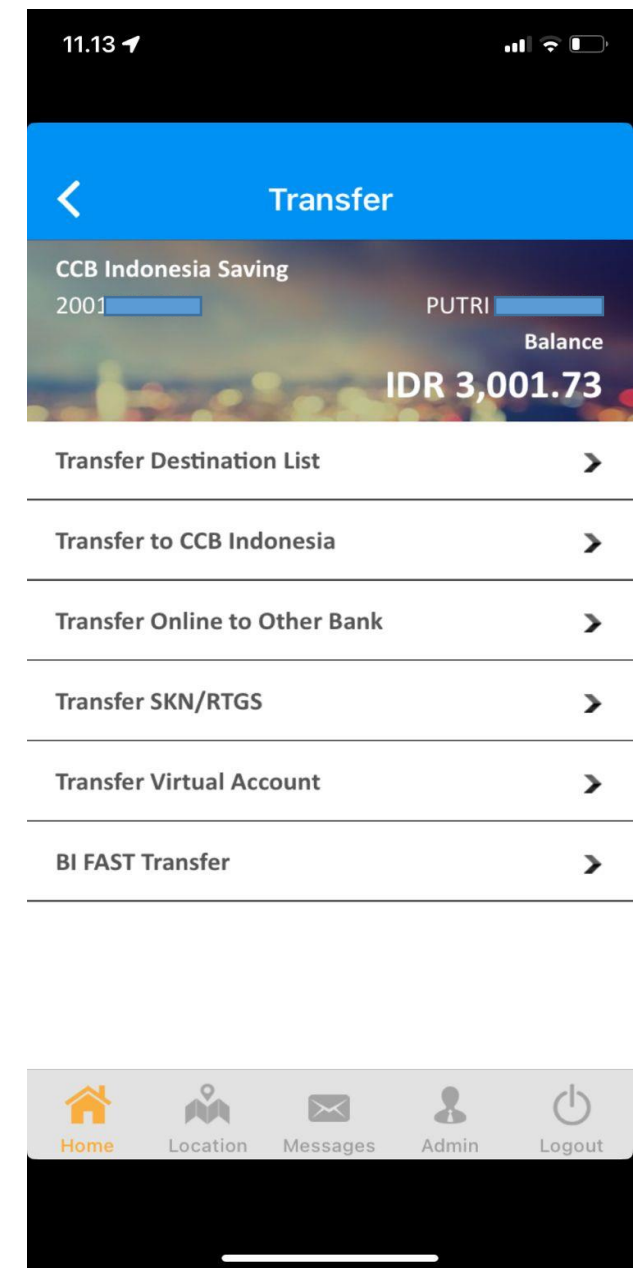 11.13
Transfer
CCB Indonesia Saving
2001
PUTRI
Balance
IDR 3,001.73
Transfer Destination List
Transfer to CCB Indonesia
Transfer Online to Other Bank
Transfer SKN/RTGS
Transfer Virtual Account
BI FAST Transfer
Home Location Messages Admin Logout